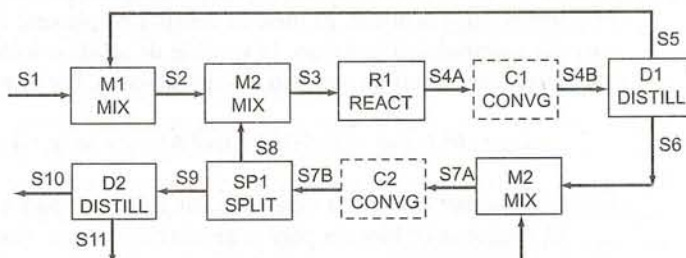 S5
S1
M1
MIX
S2
M2
MIX
S3
R1
REACT
S4A
C1
CONVG
S4B
D1
DISTILL
S6
S8
S10
D2
DISTILL
S9
SP1
SPLIT
S7B
C2
CONVG
S7A
M2
MIX
S11